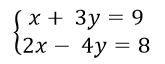 x + 3y = 9
2x − 4y = 8